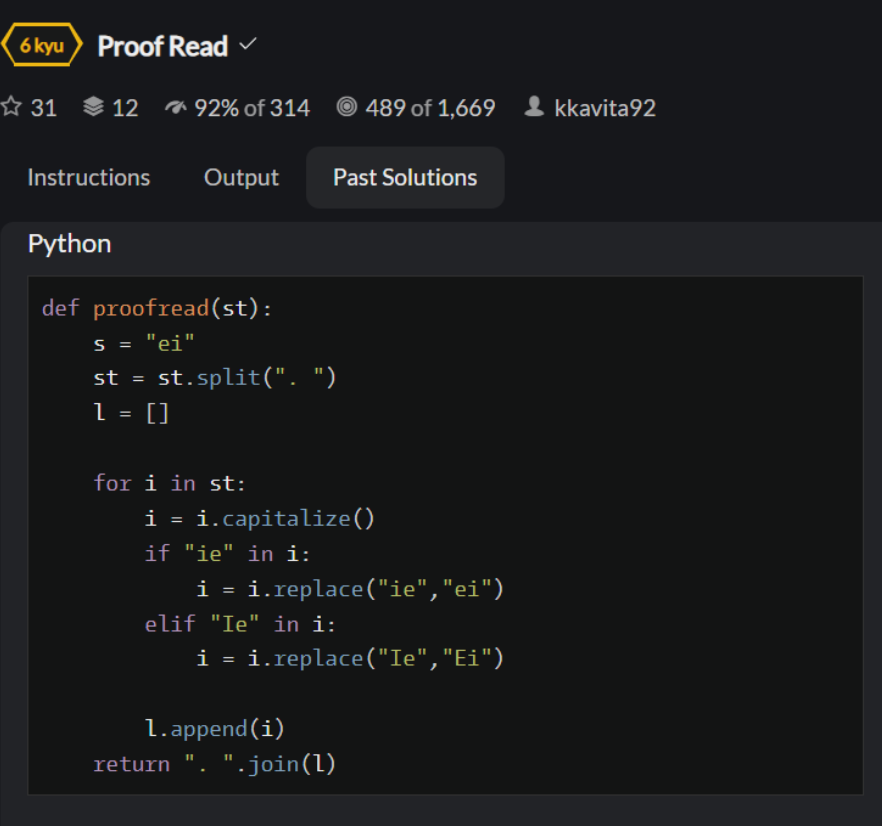 6 kyu Proof Read ✓
31 12 92% of 314 489 of 1,669 kkavita92
Instructions Output Past Solutions
Python
def proofread(st):
    s = "ei"
    st = st.split(". ")
    l = []

    for i in st:
        i = i.capitalize()
        if "ie" in i:
            i = i.replace("ie","ei")
        elif "Ie" in i:
            i = i.replace("Ie","Ei")

        l.append(i)
    return ". ".join(l)